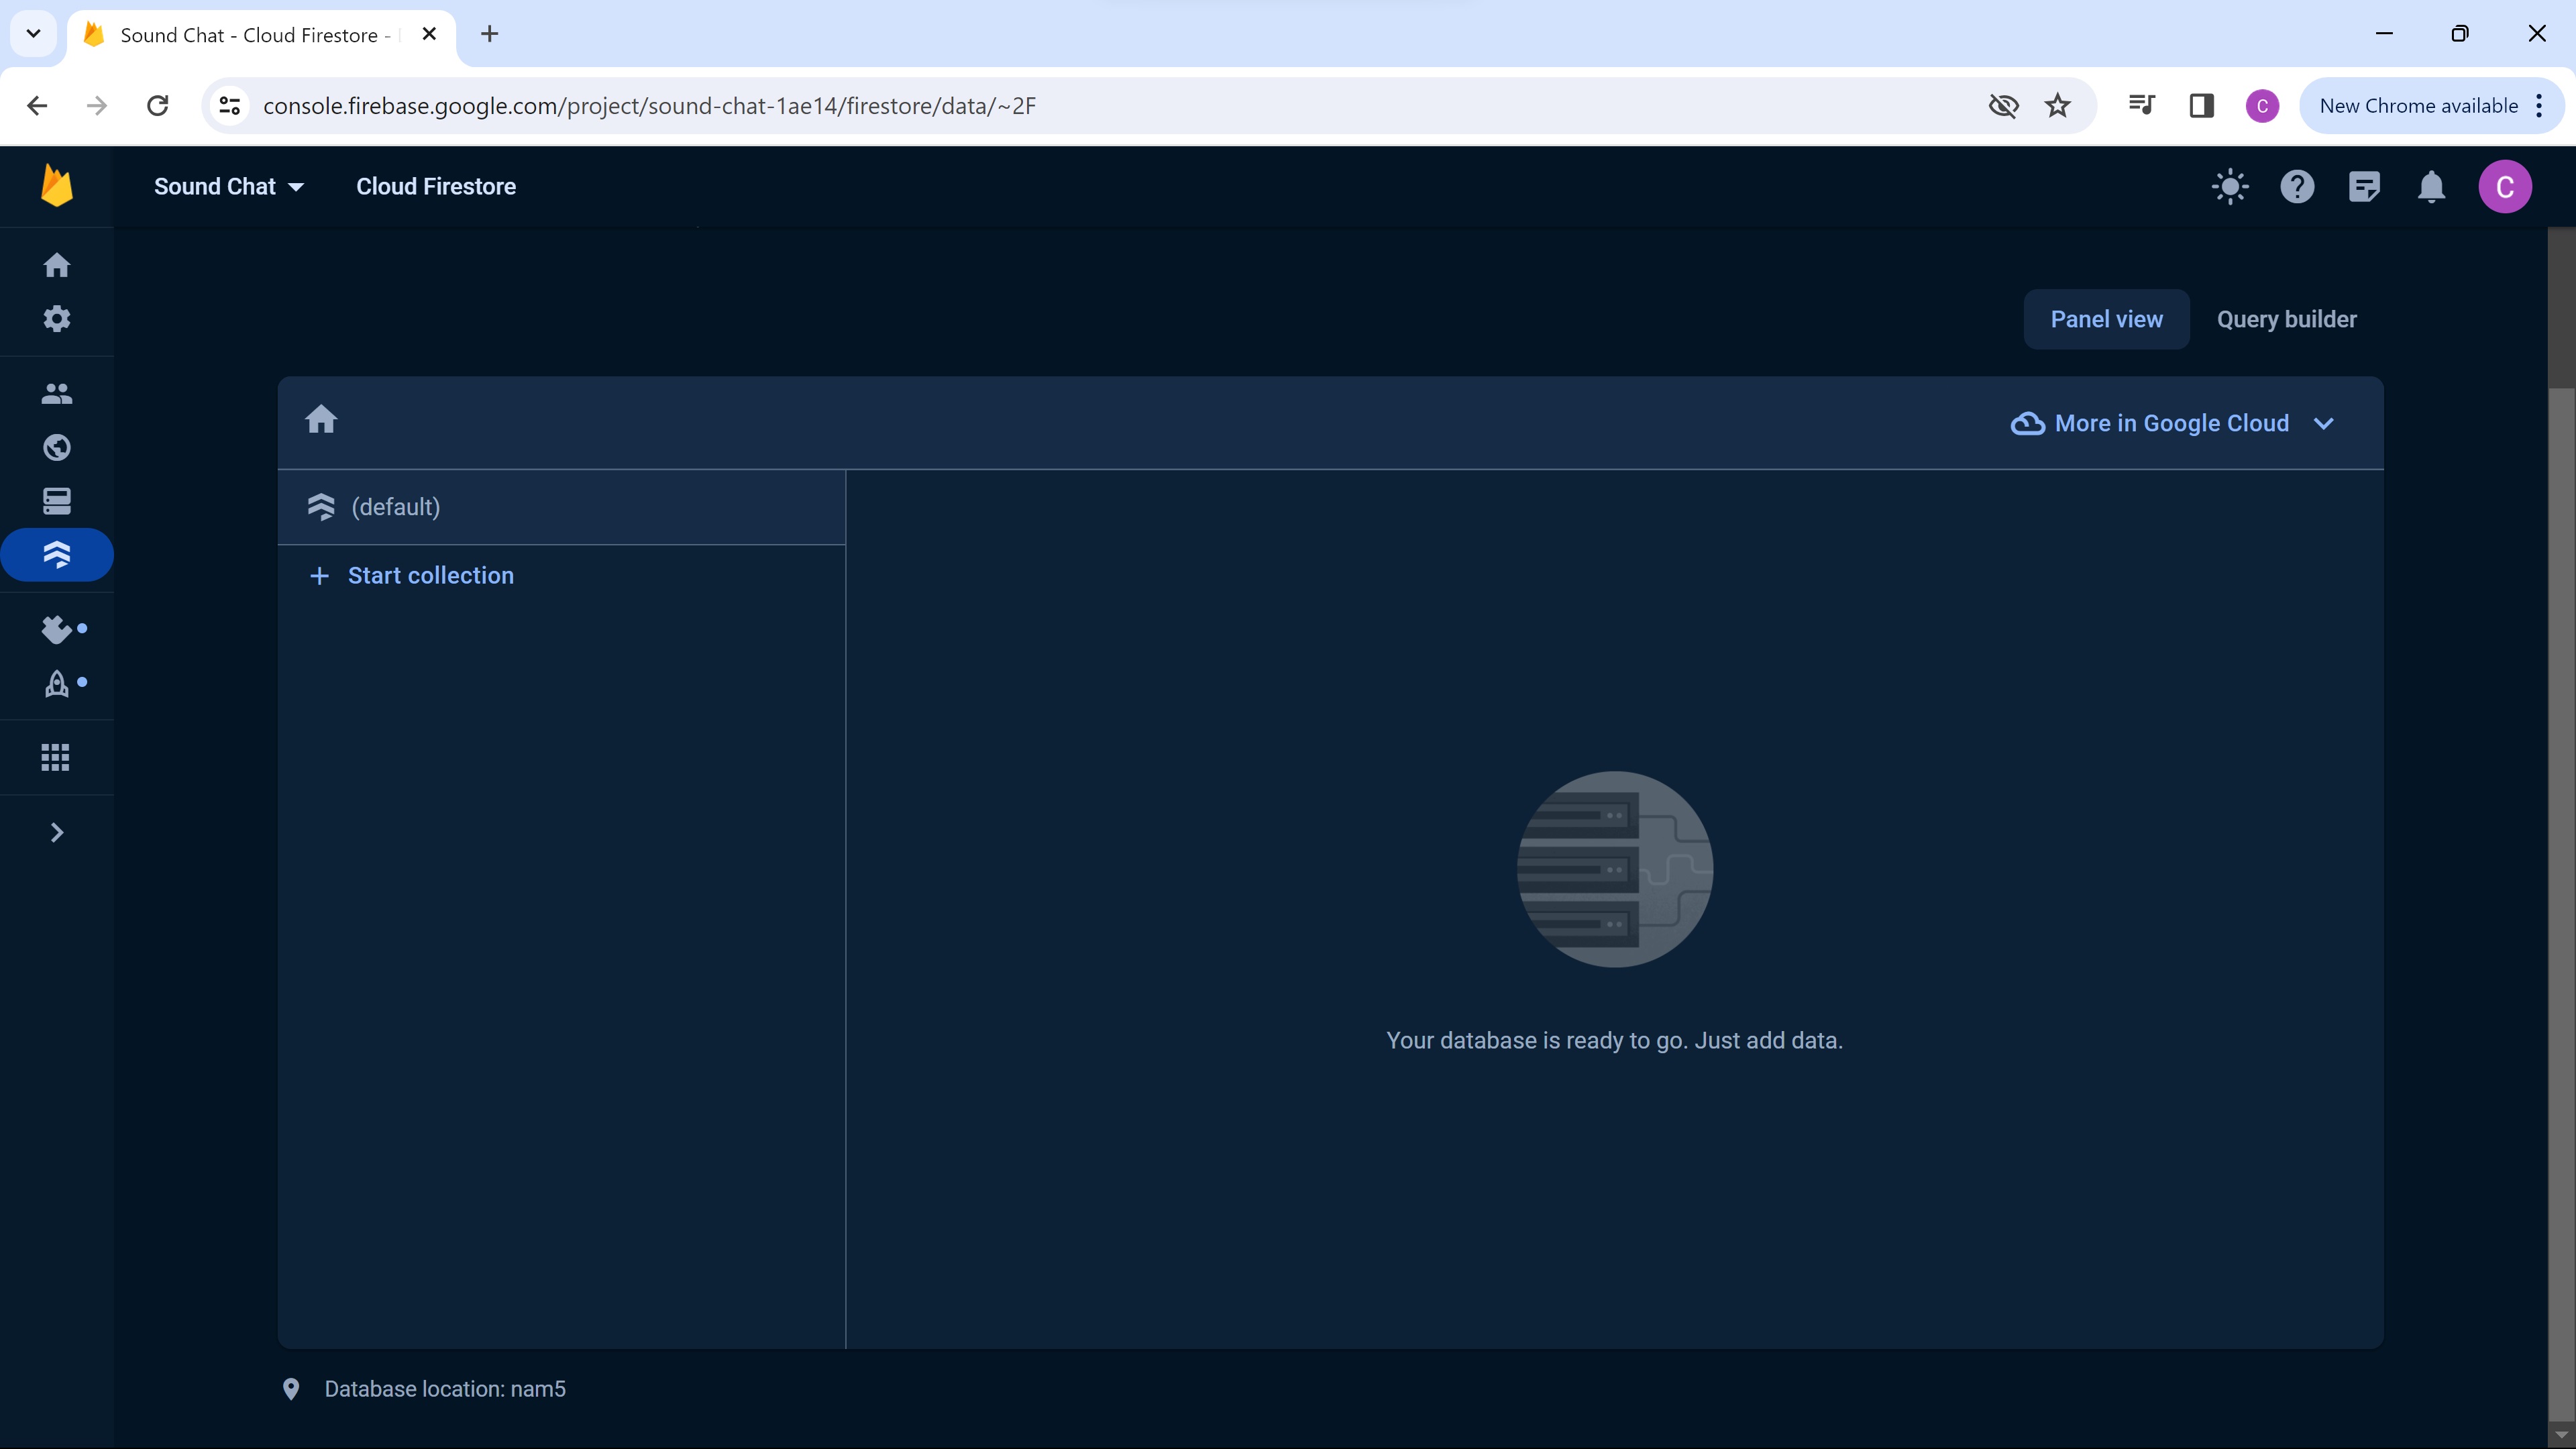 Sound Chat - Cloud Firestore -
console.firebase.google.com/project/sound-chat-1ae14/firestore/data/~2F
C
New Chrome available
Sound Chat
Cloud Firestore
C
Panel view
Query builder
More in Google Cloud
(default)
+ Start collection
Your database is ready to go. Just add data.
Database location: nam5